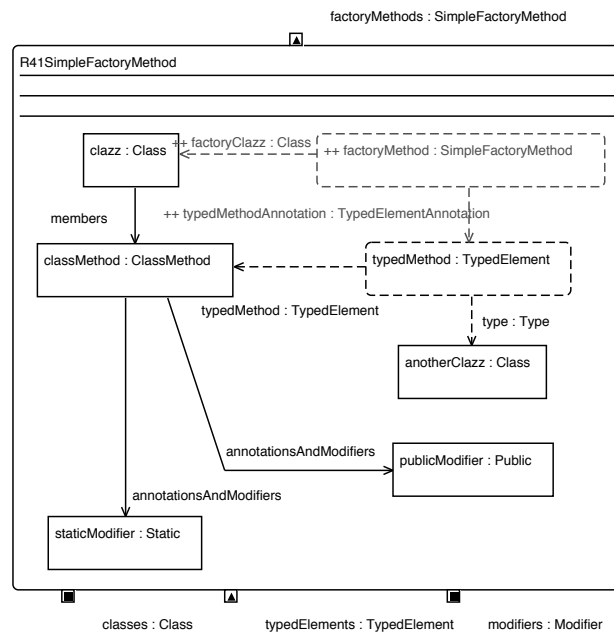 factoryMethods : SimpleFactoryMethod
R41SimpleFactoryMethod
clazz : Class
++ factoryClazz : Class
++ factoryMethod : SimpleFactoryMethod
members
++ typedMethodAnnotation : TypedElementAnnotation
classMethod : ClassMethod
typedMethod : TypedElement
typedMethod : TypedElement
type : Type
anotherClazz : Class
annotationsAndModifiers
publicModifier : Public
annotationsAndModifiers
staticModifier : Static
classes : Class
typedElements : TypedElement
modifiers : Modifier